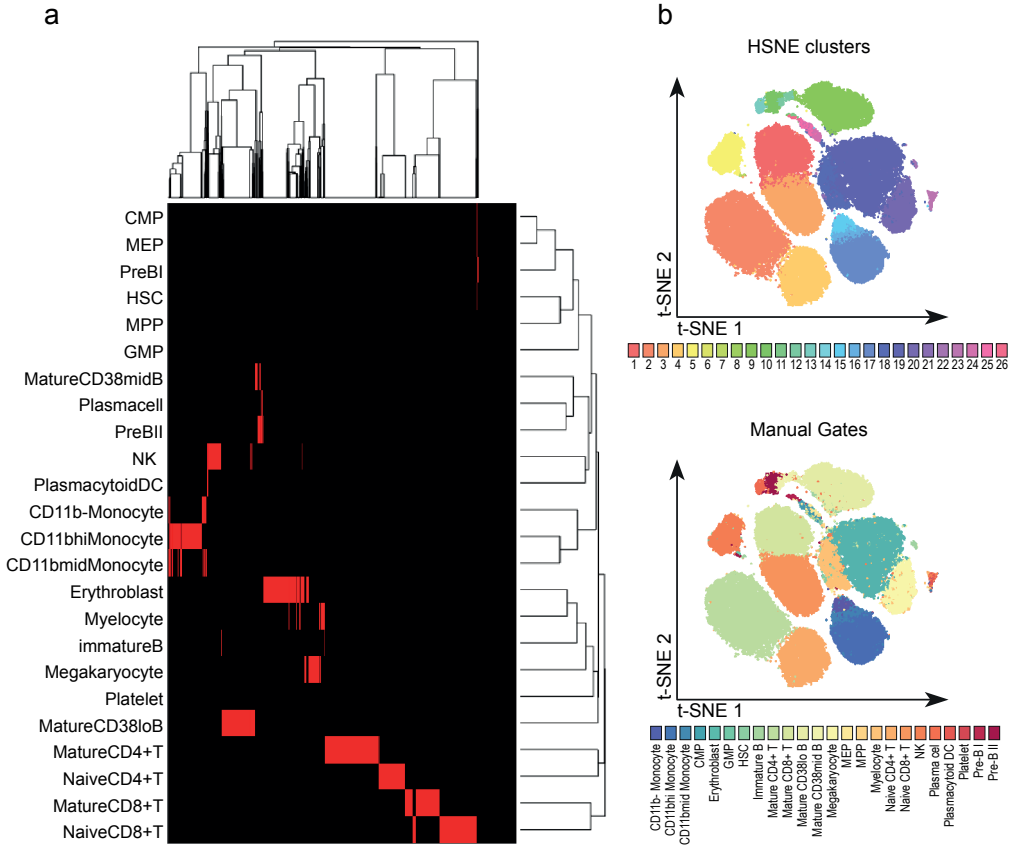 a
CMP
MEP
PreBI
HSC
MPP
GMP
MatureCD38midB
Plasmacell
PreBII
NK
PlasmacytoidDC
CD11b-Monocyte
CD11bhiMonocyte
CD11bmidMonocyte
Erythroblast
Myelocyte
immatureB
Megakaryocyte
Platelet
MatureCD38loB
MatureCD4+T
NaiveCD4+T
MatureCD8+T
NaiveCD8+T
b
HSNE clusters
t-SNE 2
t-SNE 1
1 2 3 4 5 6 7 8 9 10 11 12 13 14 15 16 17 18 19 20 21 22 23 24 25 26
Manual Gates
t-SNE 2
t-SNE 1
CD11b- Monocyte
CD11bhi Monocyte
CD11bmid Monocyte
CMP
Erythroblast
GMP
HSC
Immature B
Mature CD4+ T
Mature CD8+ T
Mature CD38lo B
Mature CD38mid B
Megakaryocyte
MEP
MPP
Myelocyte
Naive CD4+ T
Naive CD8+ T
NK
Plasma cel
Plasmacytoid DC
Platelet
Pre-B I
Pre-B II